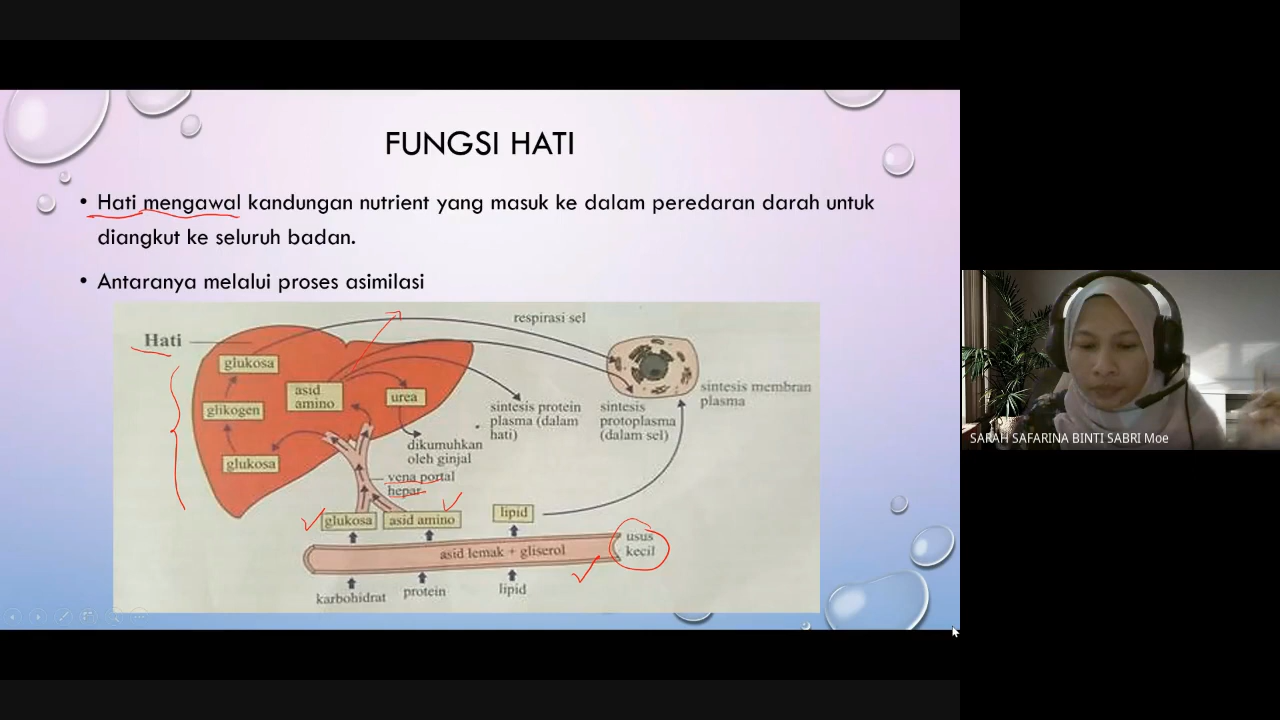 FUNGSI HATI
• Hati mengawal kandungan nutrient yang masuk ke dalam peredaran darah untuk
diangkut ke seluruh badan.
• Antaranya melalui proses asimilasi
respirasi sel
Hati
glukosa
asid
amino
urea
glikogen
glukosa
sintesis protein
plasma (dalam
hati)
sintesis
protoplasma
(dalam sel)
sintesis membran
plasma
dikumuhkan
oleh ginjal
vena portal
hepar
glukosa
asid amino
lipid
asid lemak + gliserol
usus
kecil
karbohidrat
protein
lipid
SARAH SAFARINA BINTI SABRI Moe